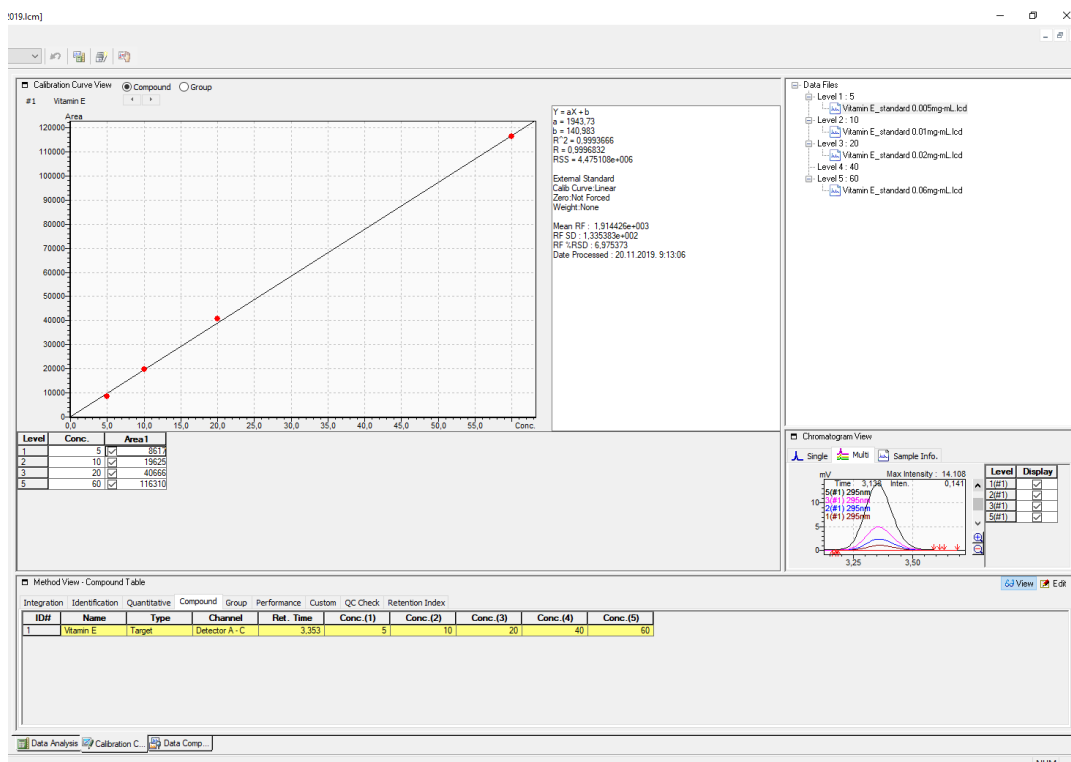 2019.lcm]
Calibration Curve View Compound Group
#1 Vitamin E
Area
120000
110000
100000
90000
80000
70000
60000
50000
40000
30000
20000
10000
0
0,0 5,0 10,0 15,0 20,0 25,0 30,0 35,0 40,0 45,0 50,0 55,0 Conc.
Y = aX + b
a = 1943,73
b = 140,983
R^2 = 0,9993666
R = 0,9996832
RSS = 4,475108e+006
External Standard
Calib Curve:Linear
Zero:Not Forced
Weight:None
Mean RF : 1,914426e+003
RF SD : 1,335383e+002
RF %RSD : 6,975373
Date Processed : 20.11.2019. 9:13:06
Data Files
Level 1 : 5
Vitamin E_standard 0.005mg-mL.lcd
Level 2 : 10
Vitamin E_standard 0.01mg-mL.lcd
Level 3 : 20
Vitamin E_standard 0.02mg-mL.lcd
Level 4 : 40
Level 5 : 60
Vitamin E_standard 0.06mg-mL.lcd
Level Conc. Area1
1 5 8617
2 10 19625
3 20 40666
5 60 116310
Chromatogram View
Single Multi Sample Info.
mV Max Intensity : 14,108
Time 3,138 Inten. 0,141
5(#1) 295nm
3(#1) 295nm
2(#1) 295nm
1(#1) 295nm
10
5
0
3,25 3,50
Level Display
1(#1)
2(#1)
3(#1)
5(#1)
Method View - Compound Table
View Edit
Integration Identification Quantitative Compound Group Performance Custom QC Check Retention Index
ID# Name Type Channel Ret. Time Conc.(1) Conc.(2) Conc.(3) Conc.(4) Conc.(5)
1 Vitamin E Target Detector A - C 3,353 5 10 20 40 60
Data Analysis Calibration C... Data Comp...